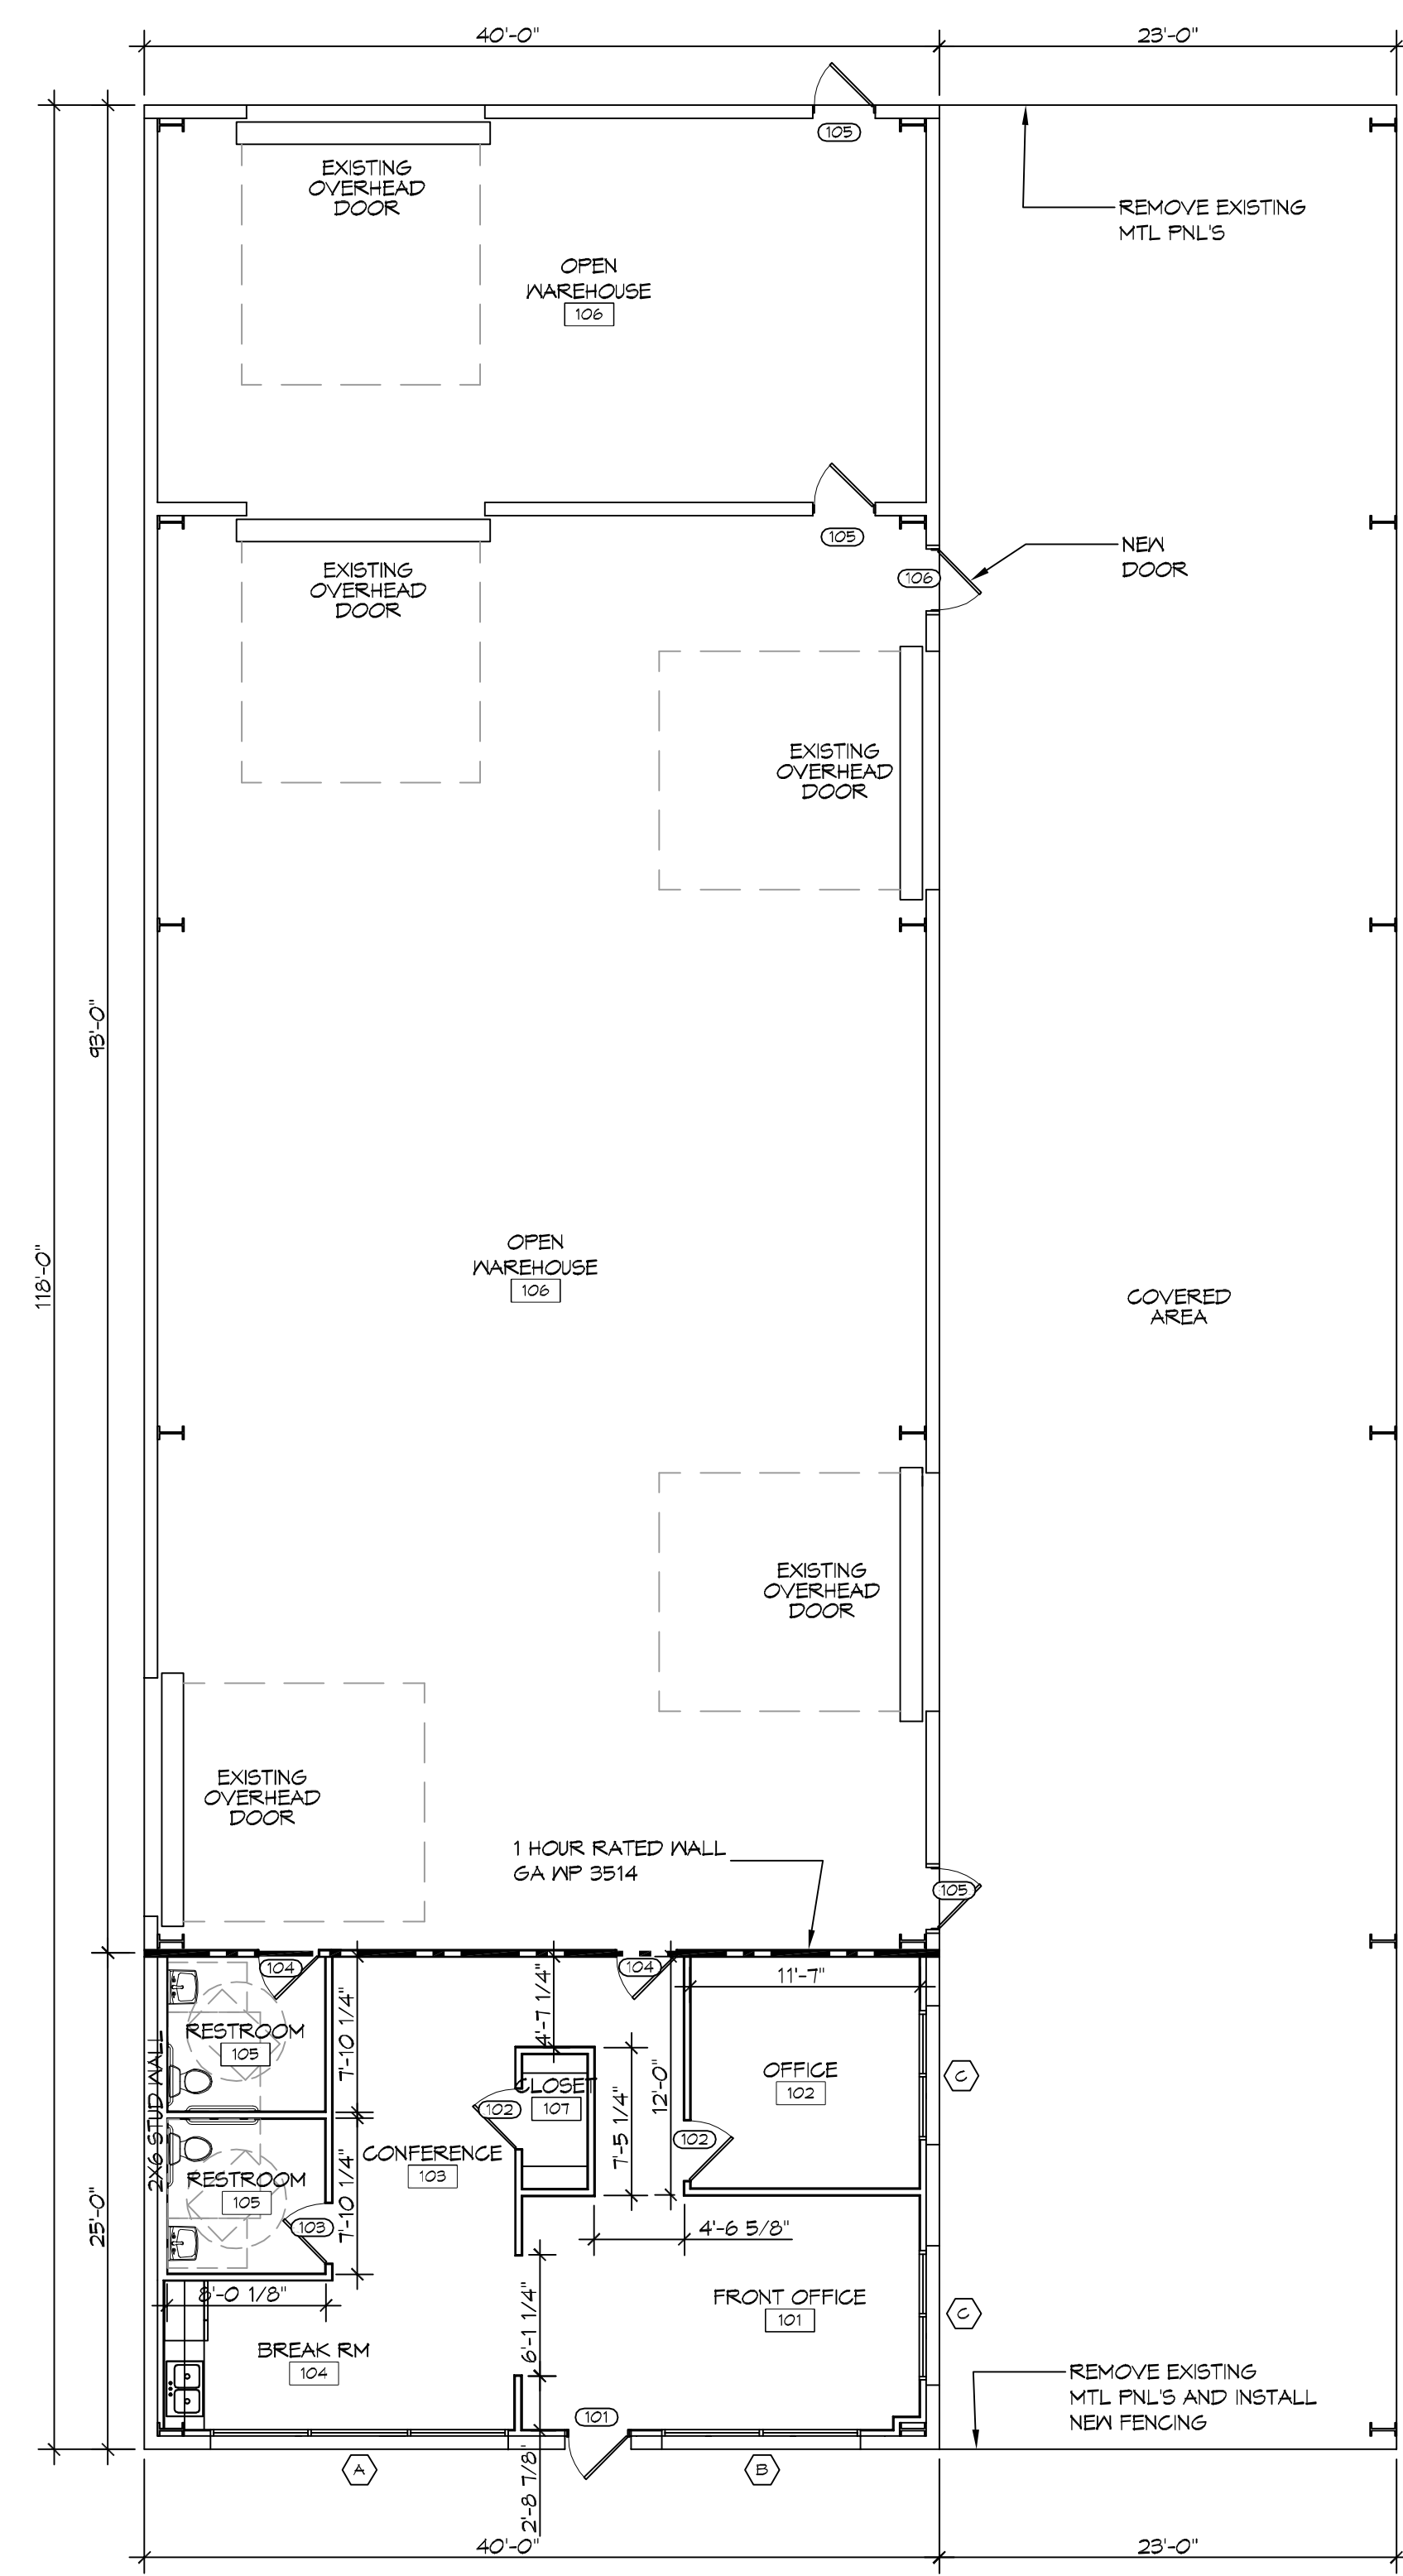 40'-0"
23'-0"
105
EXISTING
OVERHEAD
DOOR
REMOVE EXISTING
MTL PNL'S
OPEN
WAREHOUSE
106
105
NEW
DOOR
106
EXISTING
OVERHEAD
DOOR
EXISTING
OVERHEAD
DOOR
93'-0"
118'-0"
OPEN
WAREHOUSE
106
COVERED
AREA
EXISTING
OVERHEAD
DOOR
EXISTING
OVERHEAD
DOOR
1 HOUR RATED WALL
GA WP 3514
105
104
104
11'-7"
4'-7 1/4"
7'-10 1/4"
RESTROOM
105
2X6 STUD WALL
12'-0"
OFFICE
102
C
CLOSET
107
102
7'-5 1/4"
102
CONFERENCE
103
RESTROOM
105
7'-10 1/4"
103
25'-0"
4'-6 5/8"
8'-0 1/8"
FRONT OFFICE
101
C
6'-1 1/4"
BREAK RM
104
REMOVE EXISTING
MTL PNL'S AND INSTALL
NEW FENCING
101
A
B
2'-8 7/8"
40'-0"
23'-0"